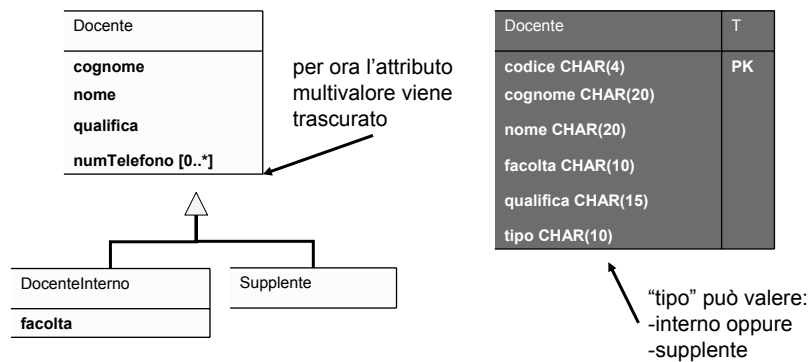 Docente
cognome
nome
qualifica
numTelefono [0..*]
per ora l'attributo
multivalore viene
trascurato
DocenteInterno
facolta
Supplente
Docente T
codice CHAR(4) PK
cognome CHAR(20)
nome CHAR(20)
facolta CHAR(10)
qualifica CHAR(15)
tipo CHAR(10)
“tipo” può valere:
-interno oppure
-supplente